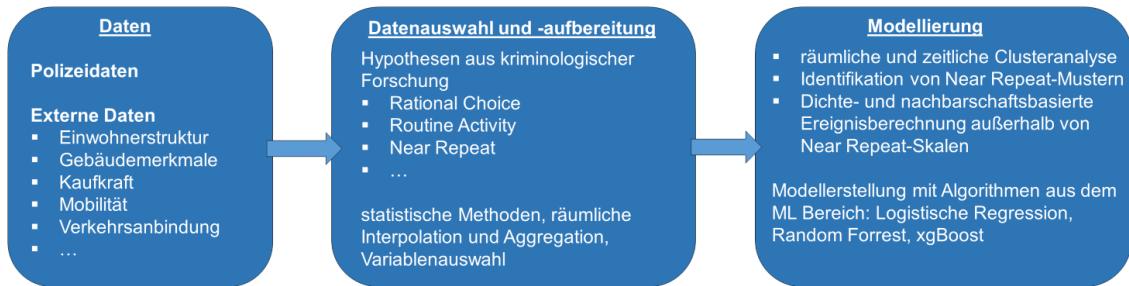 Daten
Polizeidaten
Externe Daten
▪ Einwohnerstruktur
▪ Gebäudemerkmale
▪ Kaufkraft
▪ Mobilität
▪ Verkehrsanbindung
▪ …
Datenauswahl und -aufbereitung
Hypothesen aus kriminologischer
Forschung
▪ Rational Choice
▪ Routine Activity
▪ Near Repeat
▪ …
statistische Methoden, räumliche
Interpolation und Aggregation,
Variablenauswahl
Modellierung
▪ räumliche und zeitliche Clusteranalyse
▪ Identifikation von Near Repeat-Mustern
▪ Dichte- und nachbarschaftsbasierte
Ereignisberechnung außerhalb von
Near Repeat-Skalen
Modellerstellung mit Algorithmen aus dem
ML Bereich: Logistische Regression,
Random Forrest, xgBoost